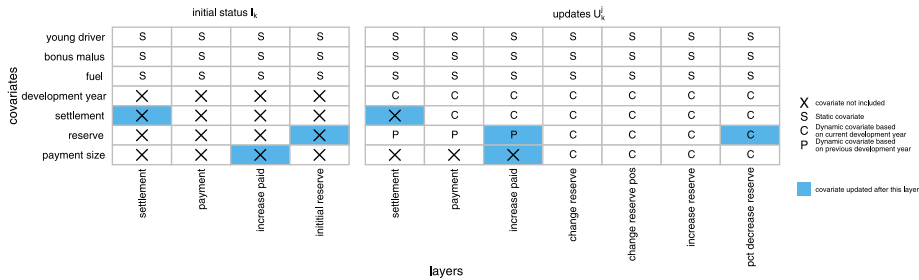 initial status I_k updates U_k^j
young driver S S S S S S S S S S S
bonus malus S S S S S S S S S S S
fuel S S S S S S S S S S S
development year X X X X C C C C C C C
settlement X X X X X C C C C C C
reserve X X X X P P P C C C C
payment size X X X X X X X C C C C
covariates
settlement
payment
increase paid
inititial reserve
settlement
payment
increase paid
change reserve
change reserve pos
increase reserve
pct decrease reserve
layers
X covariate not included
S Static covariate
C Dynamic covariate based
on current development year
P Dynamic covariate based
on previous development year
covariate updated after this layer